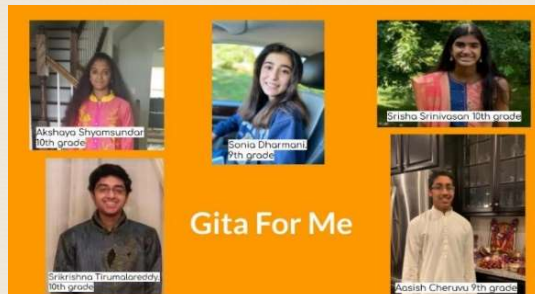 Akshaya Shyamsundar
10th grade
Sonia Dharmani,
9th grade
Srisha Srinivasan 10th grade
Gita For Me
Srikrishna Tirumalareddy,
10th grade
Aasish Cheruvu 9th grade